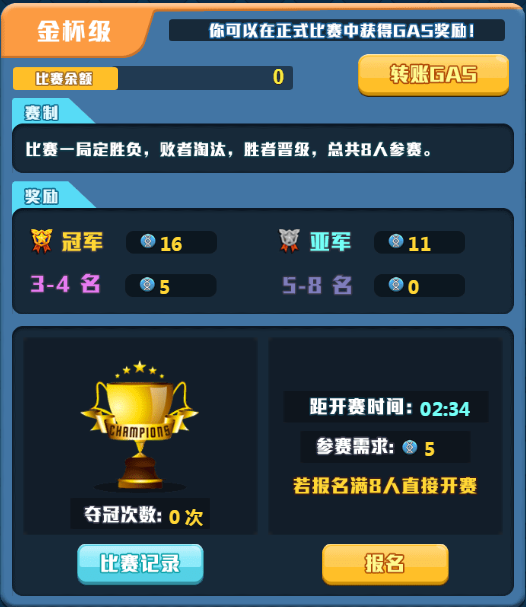 金杯级
你可以在正式比赛中获得GAS奖励！
比赛余额 0
转账GAS
赛制
比赛一局定胜负，败者淘汰，胜者晋级，总共8人参赛。
奖励
冠军 16
亚军 11
3-4 名 5
5-8 名 0
CHAMPIONS
夺冠次数: 0 次
比赛记录
距开赛时间: 02:34
参赛需求: 5
若报名满8人直接开赛
报名